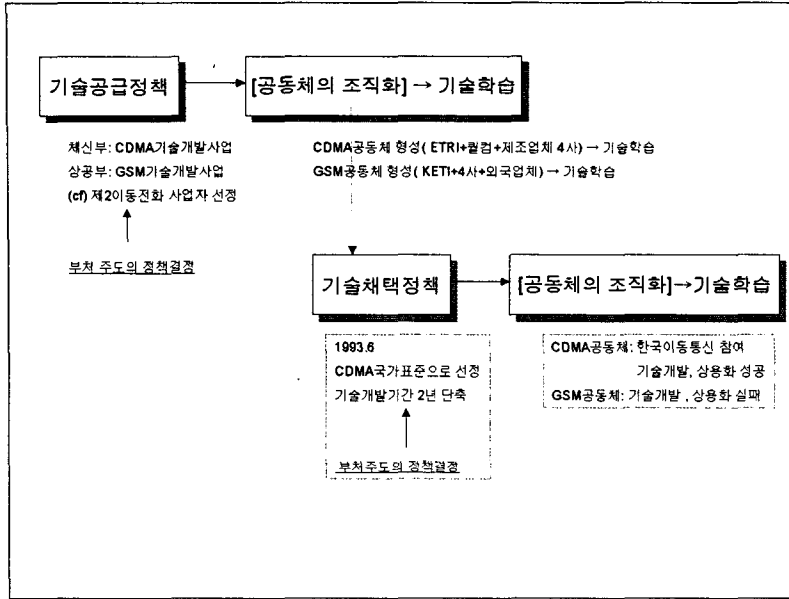 기술공급정책
[공동체의 조직화] → 기술학습
체신부: CDMA기술개발사업
상공부: GSM기술개발사업
(cf) 제2이동전화 사업자 선정
부처 주도의 정책결정
CDMA공동체 형성( ETRI+퀄컴+제조업체 4사) → 기술학습
GSM공동체 형성( KETI+4사+외국업체) → 기술학습
기술채택정책
[공동체의 조직화]→기술학습
1993.6
CDMA국가표준으로 선정
기술개발기간 2년 단축
부처주도의 정책결정
CDMA공동체: 한국이동통신 참여
기술개발, 상용화 성공
GSM공동체: 기술개발 , 상용화 실패